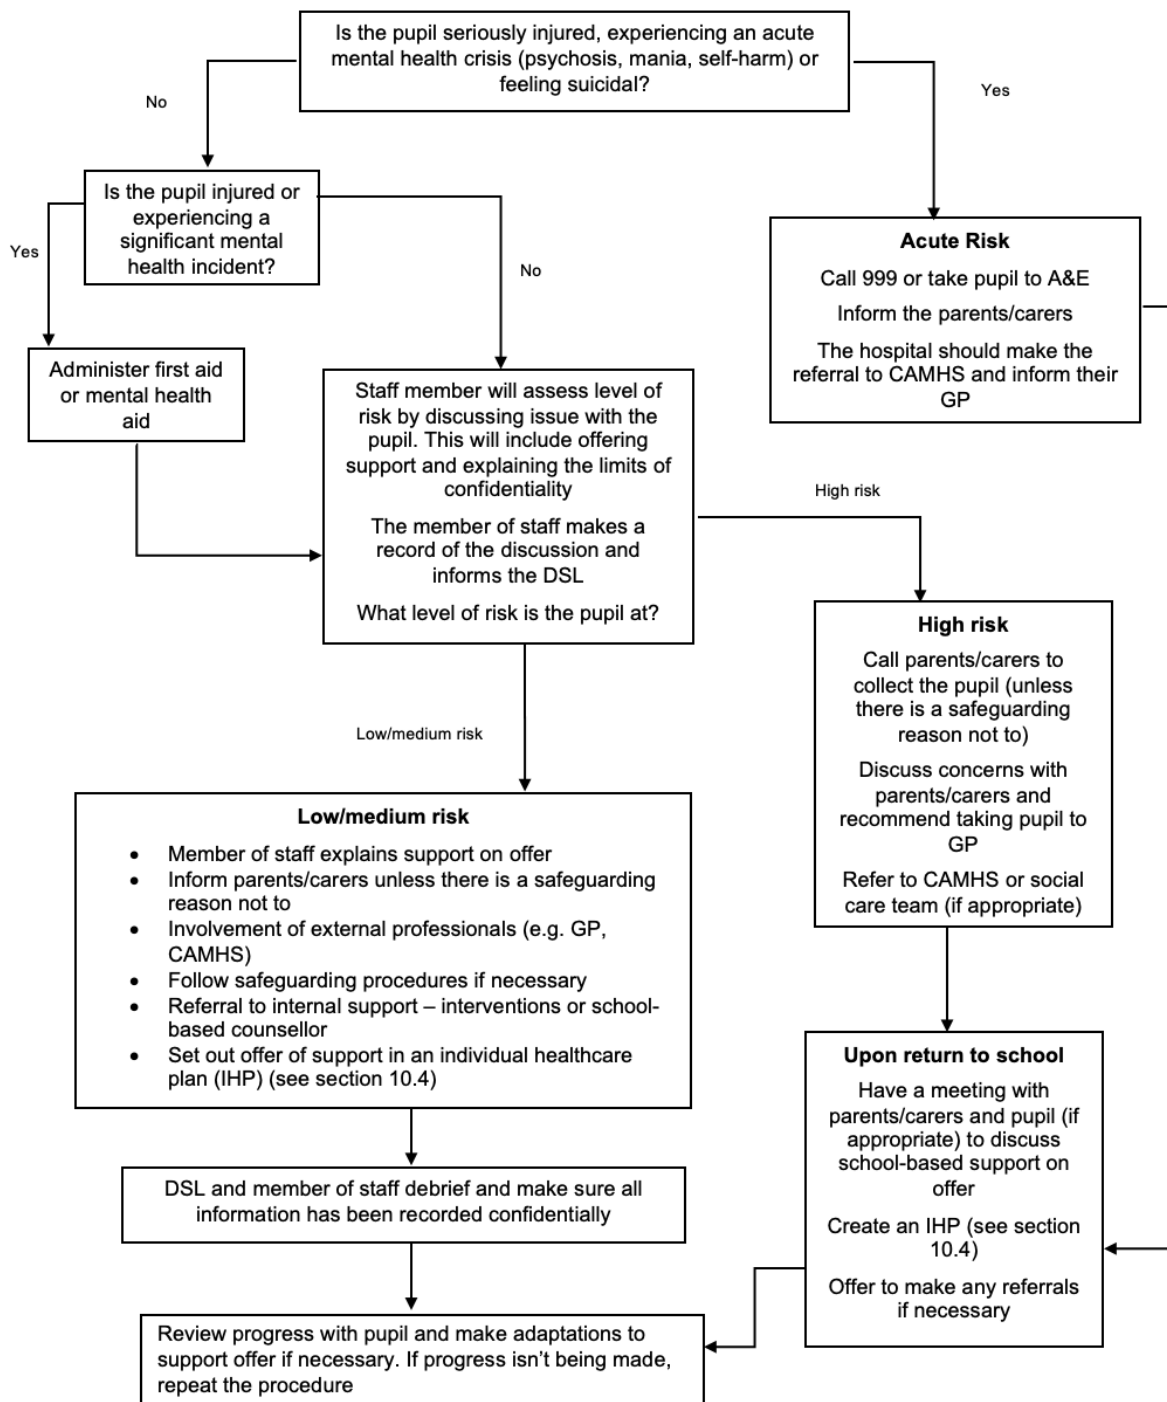 Is the pupil seriously injured, experiencing an acute
mental health crisis (psychosis, mania, self-harm) or
feeling suicidal?
No
Yes
Is the pupil injured or
experiencing a
significant mental
health incident?
Yes
No
Acute Risk
Call 999 or take pupil to A&E
Inform the parents/carers
The hospital should make the
referral to CAMHS and inform their
GP
Administer first aid
or mental health
aid
Staff member will assess level of
risk by discussing issue with the
pupil. This will include offering
support and explaining the limits of
confidentiality
The member of staff makes a
record of the discussion and
informs the DSL
What level of risk is the pupil at?
High risk
High risk
Call parents/carers to
collect the pupil (unless
there is a safeguarding
reason not to)
Discuss concerns with
parents/carers and
recommend taking pupil to
GP
Refer to CAMHS or social
care team (if appropriate)
Low/medium risk
Low/medium risk
• Member of staff explains support on offer
• Inform parents/carers unless there is a safeguarding
reason not to
• Involvement of external professionals (e.g. GP,
CAMHS)
• Follow safeguarding procedures if necessary
• Referral to internal support – interventions or school-
based counsellor
• Set out offer of support in an individual healthcare
plan (IHP) (see section 10.4)
Upon return to school
Have a meeting with
parents/carers and pupil (if
appropriate) to discuss
school-based support on
offer
Create an IHP (see section
10.4)
Offer to make any referrals
if necessary
DSL and member of staff debrief and make sure all
information has been recorded confidentially
Review progress with pupil and make adaptations to
support offer if necessary. If progress isn't being made,
repeat the procedure